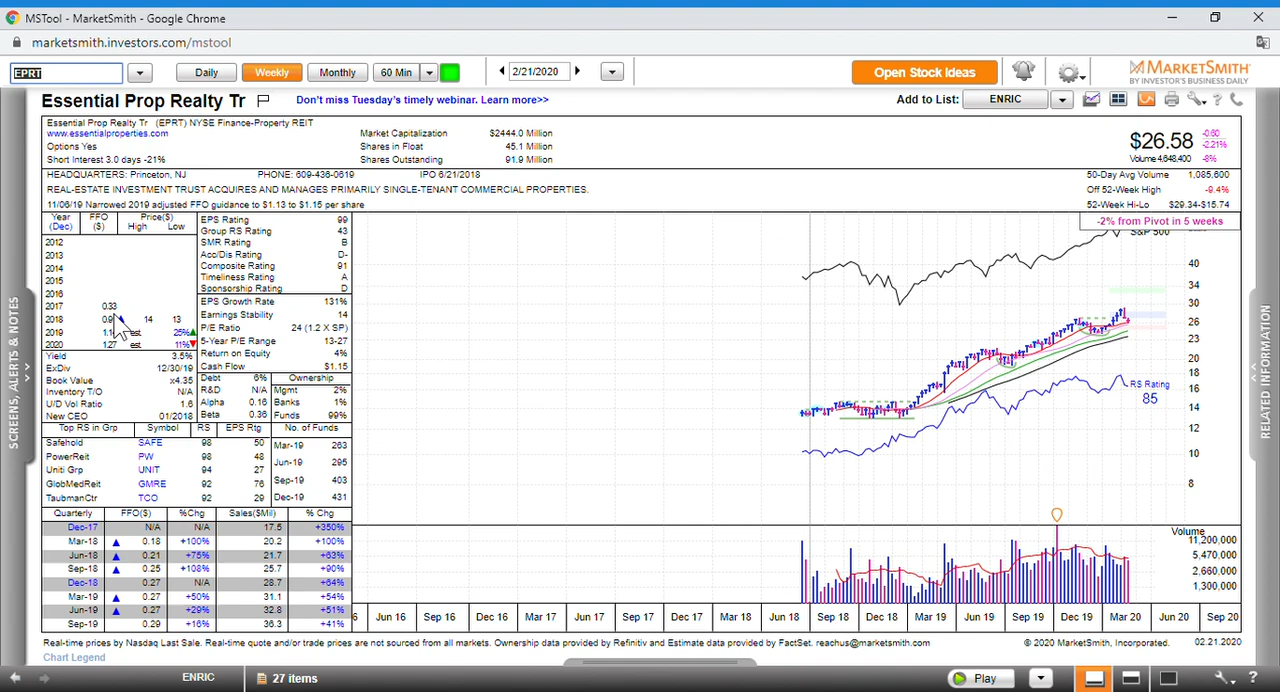 MSTool - MarketSmith - Google Chrome
marketsmith.investors.com/mstool
EPRT Daily Weekly Monthly 60 Min 2/21/2020 Open Stock Ideas MARKETSMITH
BY INVESTOR'S BUSINESS DAILY
Essential Prop Realty Tr Don't miss Tuesday's timely webinar. Learn more>> Add to List: ENRIC
Essential Prop Realty Tr (EPRT) NYSE Finance-Property REIT
www.essentialproperties.com Market Capitalization $2444.0 Million
Options Yes Shares in Float 45.1 Million
Short Interest 3.0 days -21% Shares Outstanding 91.9 Million
$26.58 -0.60
-2.21%
Volume 4,648,400 -8%
HEADQUARTERS: Princeton, NJ PHONE: 609-436-0619 IPO 6/21/2018 50-Day Avg Volume 1,085,600
REAL-ESTATE INVESTMENT TRUST ACQUIRES AND MANAGES PRIMARILY SINGLE-TENANT COMMERCIAL PROPERTIES. Off 52-Week High -9.4%
11/06/19 Narrowed 2019 adjusted FFO guidance to $1.13 to $1.15 per share 52-Week Hi-Lo $29.34-$15.74
-2% from Pivot in 5 weeks
S&P 500
Year FFO Price($)
(Dec) ($) High Low
2012
2013
2014
2015
2016
2017 0.33
2018 14 13
2019 est 25%
2020 1.27 est 11%
Yield 3.5%
ExDiv 12/30/19
Book Value x4.35
Inventory T/O N/A
U/D Vol Ratio 1.6
New CEO 01/2018
EPS Rating 99
Group RS Rating 43
SMR Rating B
Acc/Dis Rating D-
Composite Rating 91
Timeliness Rating A
Sponsorship Rating D
EPS Growth Rate 131%
Earnings Stability 14
P/E Ratio 24 (1.2 X SP)
5-Year P/E Range 13-27
Return on Equity 4%
Cash Flow $1.15
Debt 6%
R&D N/A
Alpha 0.16
Beta 0.36
Ownership
Mgmt 2%
Banks 1%
Funds 99%
Top RS in Grp Symbol RS EPS Rtg
Safehold SAFE 98 50
PowerReit PW 98 48
Uniti Grp UNIT 94 27
GlobMedReit GMRE 92 76
TaubmanCtr TCO 92 29
No. of Funds
Mar-19 263
Jun-19 295
Sep-19 403
Dec-19 431
Quarterly FFO($) %Chg Sales($Mil) % Chg
Dec-17 N/A N/A 17.5 +350%
Mar-18 0.18 +100% 20.2 +100%
Jun-18 0.21 +75% 21.7 +63%
Sep-18 0.25 +108% 25.7 +90%
Dec-18 0.27 N/A 28.7 +64%
Mar-19 0.27 +50% 31.1 +54%
Jun-19 0.27 +29% 32.8 +51%
Sep-19 0.29 +16% 36.3 +41%
40
34
30
26
23
20
18
16
14
12
10
8
RS Rating
85
Volume
11,200,000
5,470,000
2,660,000
1,300,000
6 Jun 16 Sep 16 Dec 16 Mar 17 Jun 17 Sep 17 Dec 17 Mar 18 Jun 18 Sep 18 Dec 18 Mar 19 Jun 19 Sep 19 Dec 19 Mar 20 Jun 20 Sep 20
Real-time prices by Nasdaq Last Sale. Real-time quote and/or trade prices are not sourced from all markets. Ownership data provided by Refinitiv and Estimate data provided by FactSet. reachus@marketsmith.com © 2020 MarketSmith, Incorporated. 02.21.2020
Chart Legend
SCREENS, ALERTS & NOTES
RELATED INFORMATION
ENRIC 27 items Play